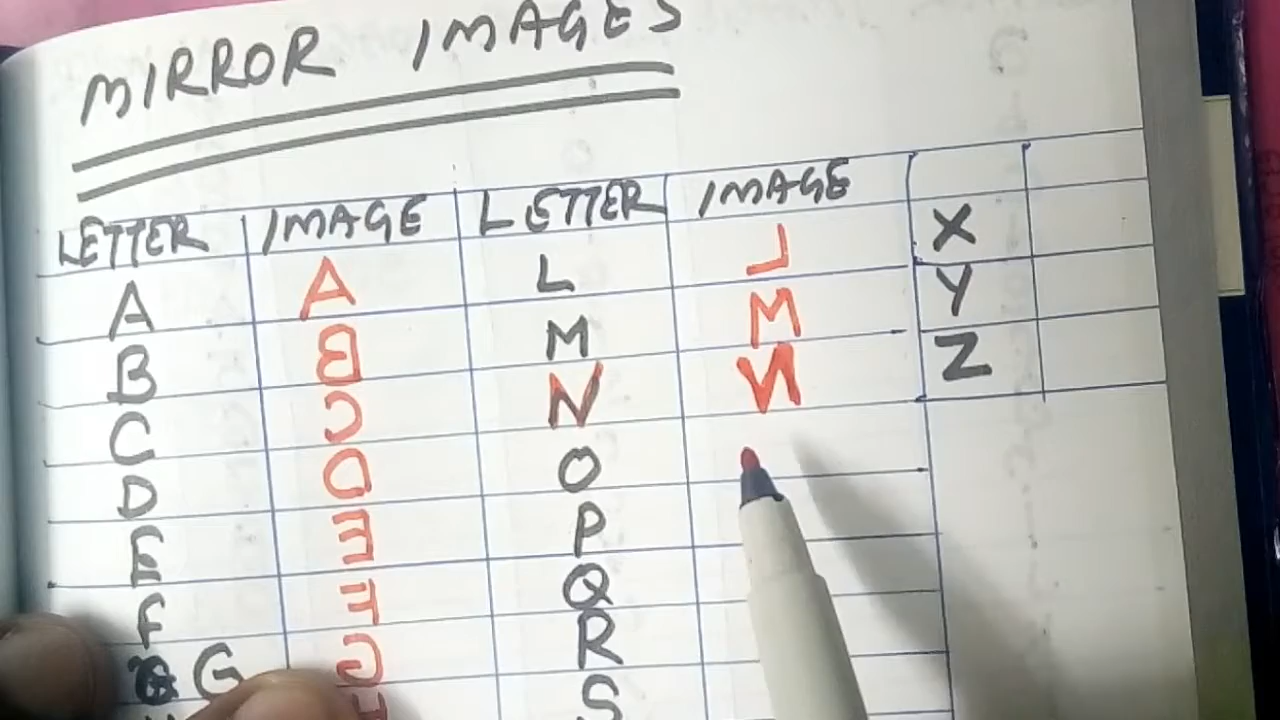 MIRROR IMAGES
LETTER IMAGE LETTER IMAGE
A A L L X
B B M M Y
C C N N Z
D D O
E E P
F F Q
G G R
S